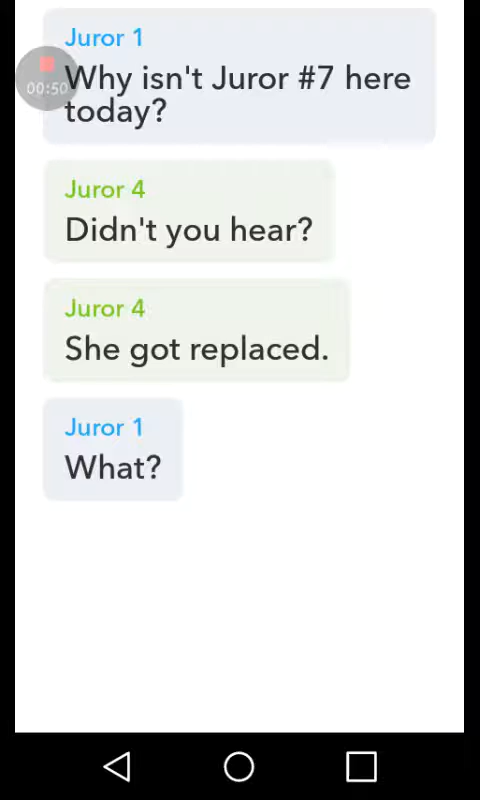 Juror 1
00:50
Why isn't Juror #7 here
today?
Juror 4
Didn't you hear?
Juror 4
She got replaced.
Juror 1
What?